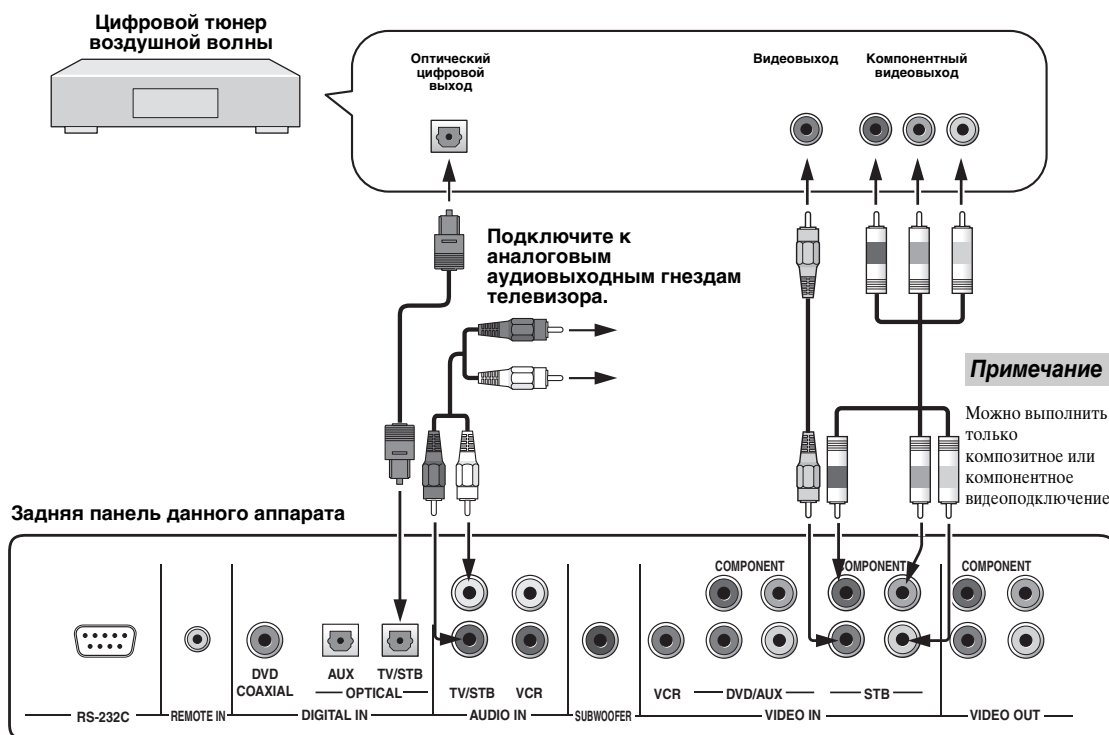 Цифровой тюнер
воздушной волны
Оптический
цифровой
выход
Видеовыход
Компонентный
видеовыход
Подключите к
аналоговым
аудиовыходным гнездам
телевизора.
Примечание
Можно выполнить
только
композитное или
компонентное
видеоподключение
Задняя панель данного аппарата
COMPONENT
COMPONENT
COMPONENT
DVD
COAXIAL
AUX
TV/STB
OPTICAL
TV/STB
VCR
VCR
DVD/AUX
STB
RS-232C
REMOTE IN
DIGITAL IN
AUDIO IN
SUBWOOFER
VIDEO IN
VIDEO OUT